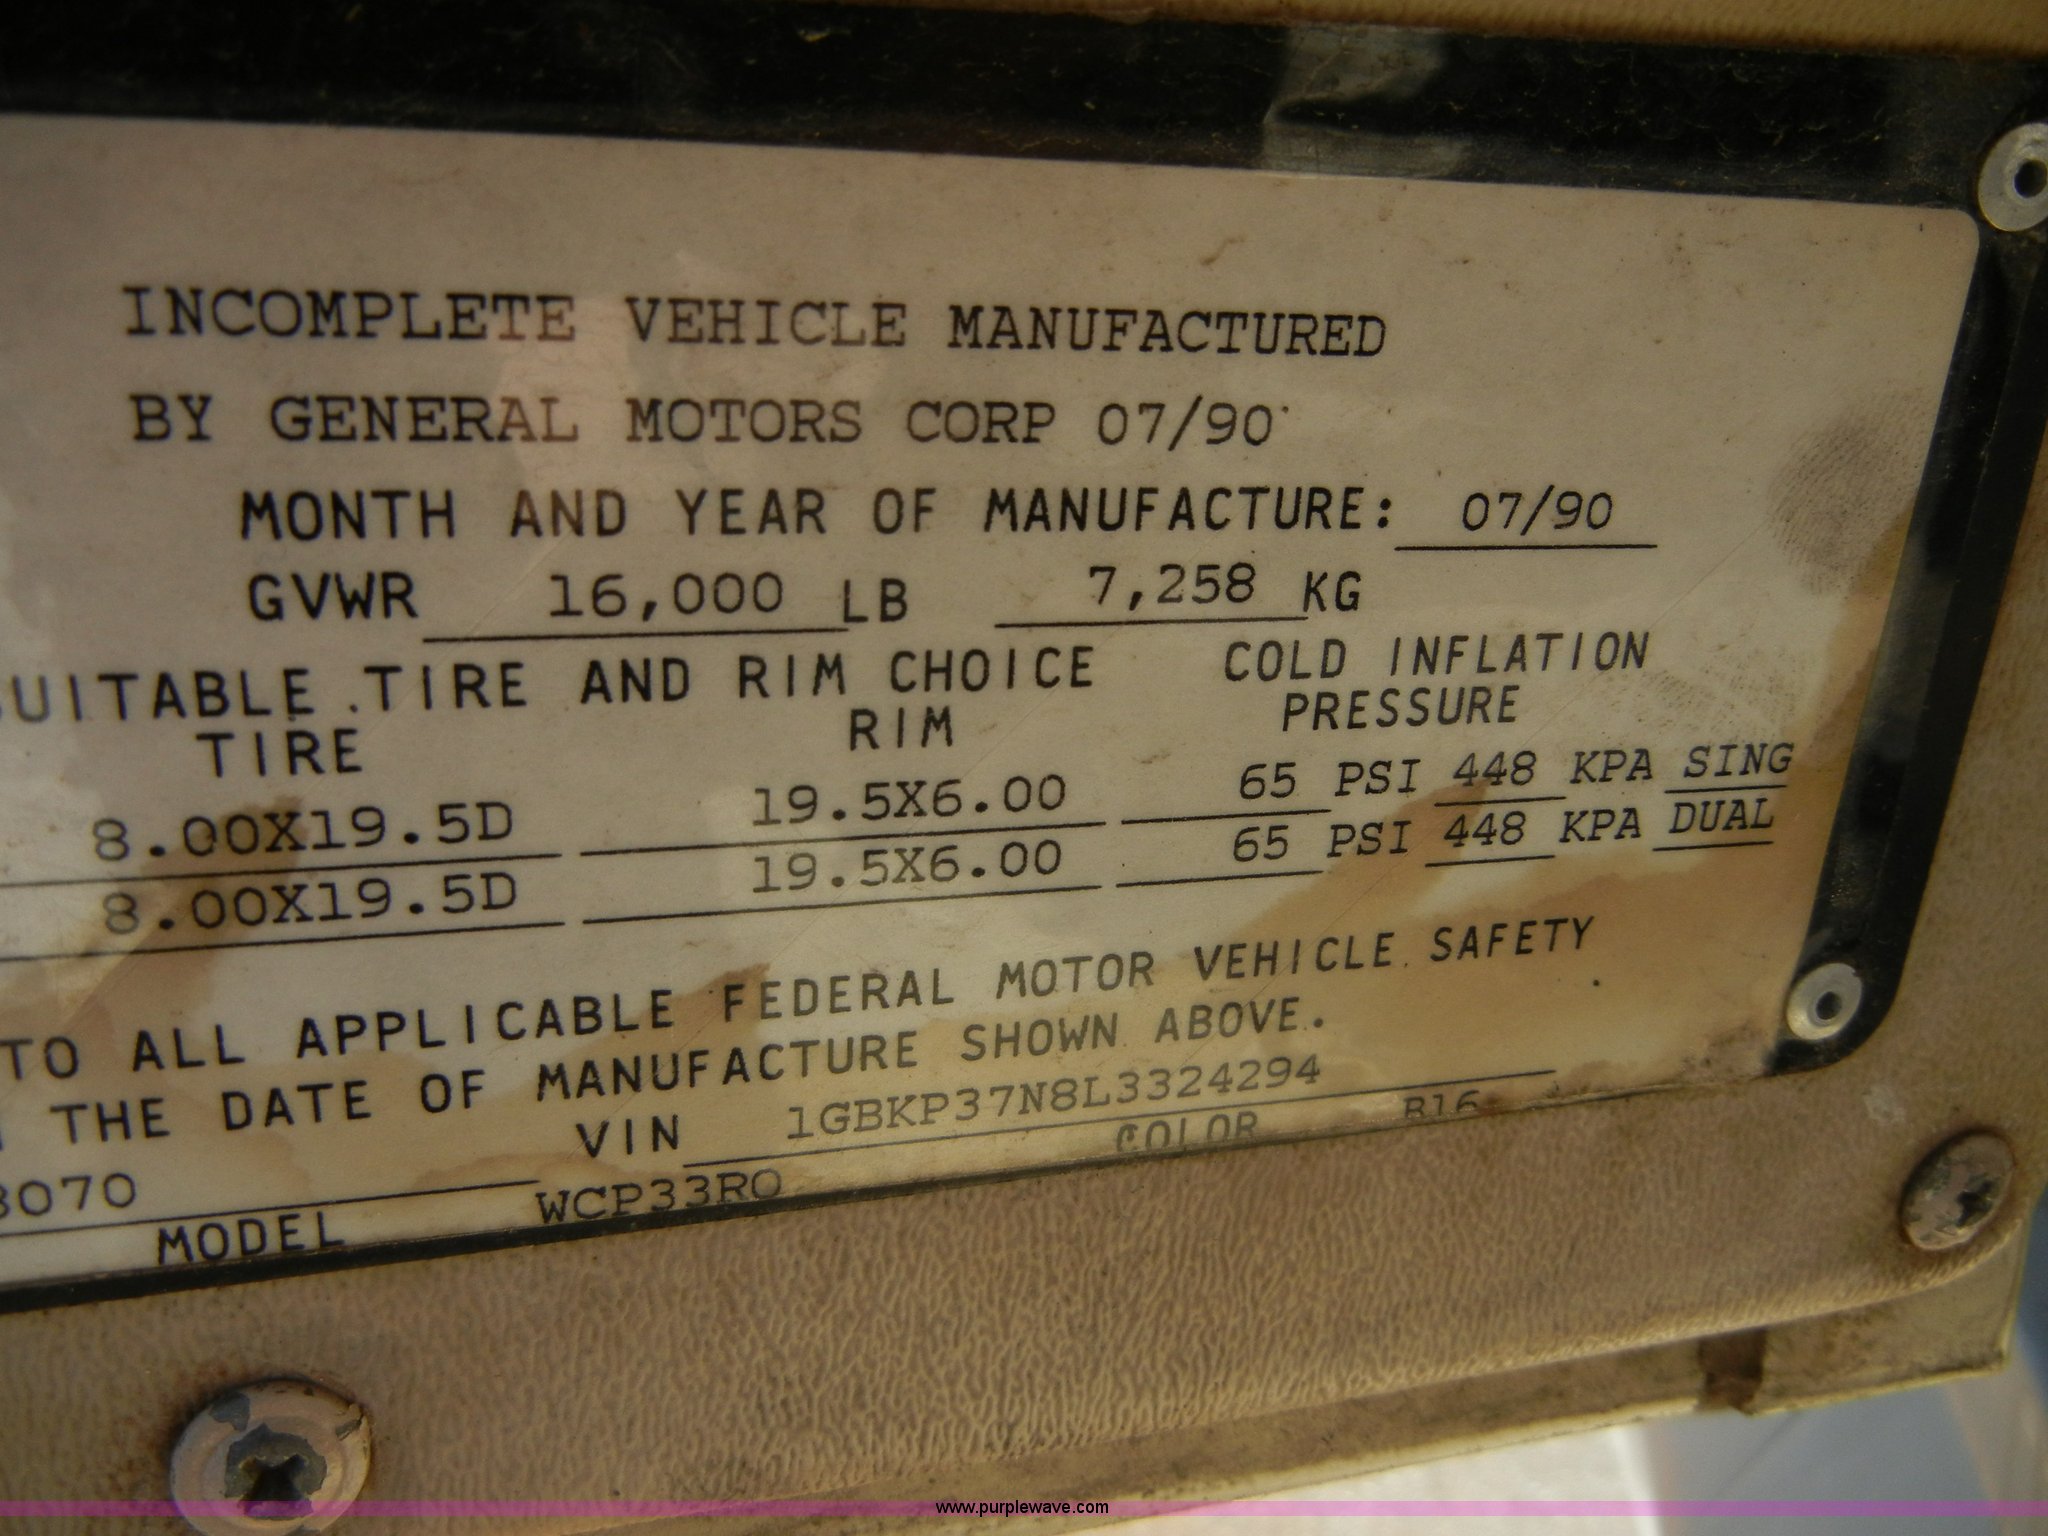 INCOMPLETE VEHICLE MANUFACTURED
BY GENERAL MOTORS CORP 07/90
MONTH AND YEAR OF MANUFACTURE: 07/90
GVWR 16,000 LB 7,258 KG
SUITABLE TIRE AND RIM CHOICE COLD INFLATION
TIRE RIM PRESSURE
8.00X19.5D 19.5X6.00 65 PSI 448 KPA SING
8.00X19.5D 19.5X6.00 65 PSI 448 KPA DUAL
TO ALL APPLICABLE FEDERAL MOTOR VEHICLE SAFETY
THE DATE OF MANUFACTURE SHOWN ABOVE.
VIN 1GBKP37N8L3324294
3070 COLOR B16
MODEL WCP33RO
www.purplewave.com